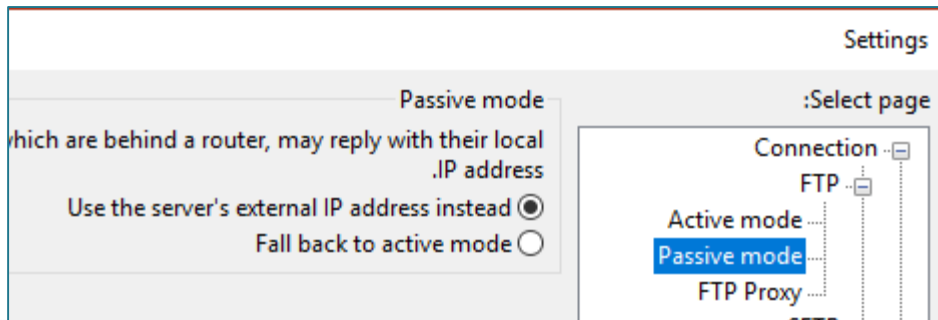 Settings
:Select page
Connection
FTP
Active mode
Passive mode
FTP Proxy
Passive mode
which are behind a router, may reply with their local
.IP address
Use the server's external IP address instead
Fall back to active mode